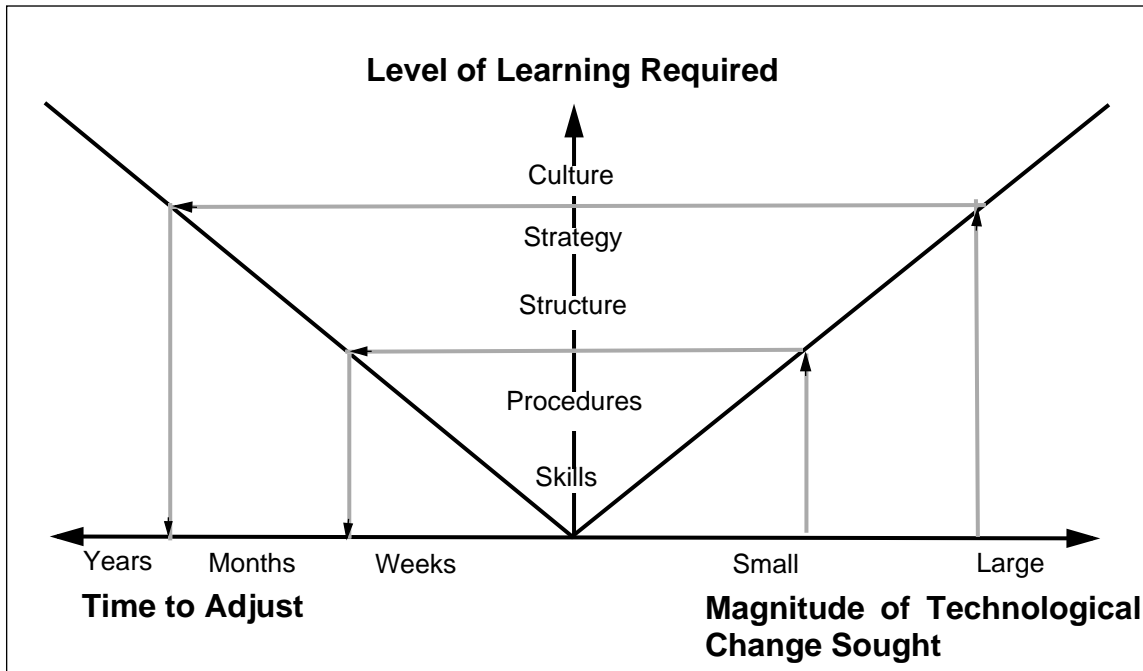 Level of Learning Required
Culture
Strategy
Structure
Procedures
Skills
Years Months Weeks Small Large
Time to Adjust
Magnitude of Technological
Change Sought